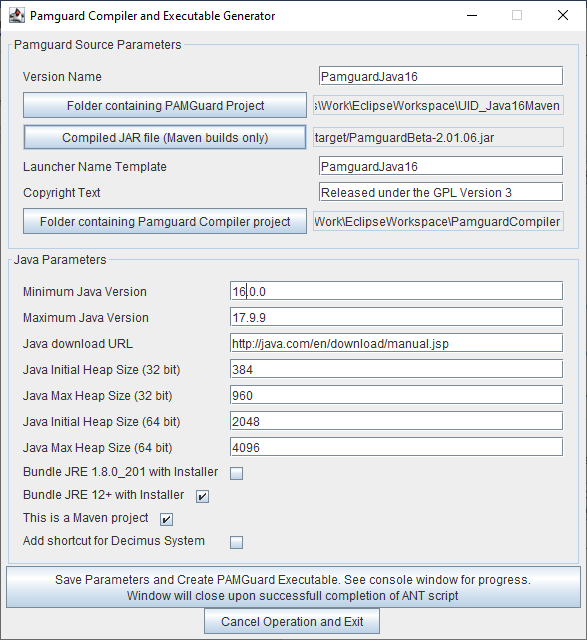 Pamguard Compiler and Executable Generator
Pamguard Source Parameters
Version Name PamguardJava16
Folder containing PAMGuard Project \Work\EclipseWorkspace\UID_Java16Maven
Compiled JAR file (Maven builds only) target/PamguardBeta-2.01.06.jar
Launcher Name Template PamguardJava16
Copyright Text Released under the GPL Version 3
Folder containing Pamguard Compiler project Work\EclipseWorkspace\PamguardCompiler
Java Parameters
Minimum Java Version 16.0.0
Maximum Java Version 17.9.9
Java download URL http://java.com/en/download/manual.jsp
Java Initial Heap Size (32 bit) 384
Java Max Heap Size (32 bit) 960
Java Initial Heap Size (64 bit) 2048
Java Max Heap Size (64 bit) 4096
Bundle JRE 1.8.0_201 with Installer
Bundle JRE 12+ with Installer
This is a Maven project
Add shortcut for Decimus System
Save Parameters and Create PAMGuard Executable. See console window for progress.
Window will close upon successfull completion of ANT script
Cancel Operation and Exit